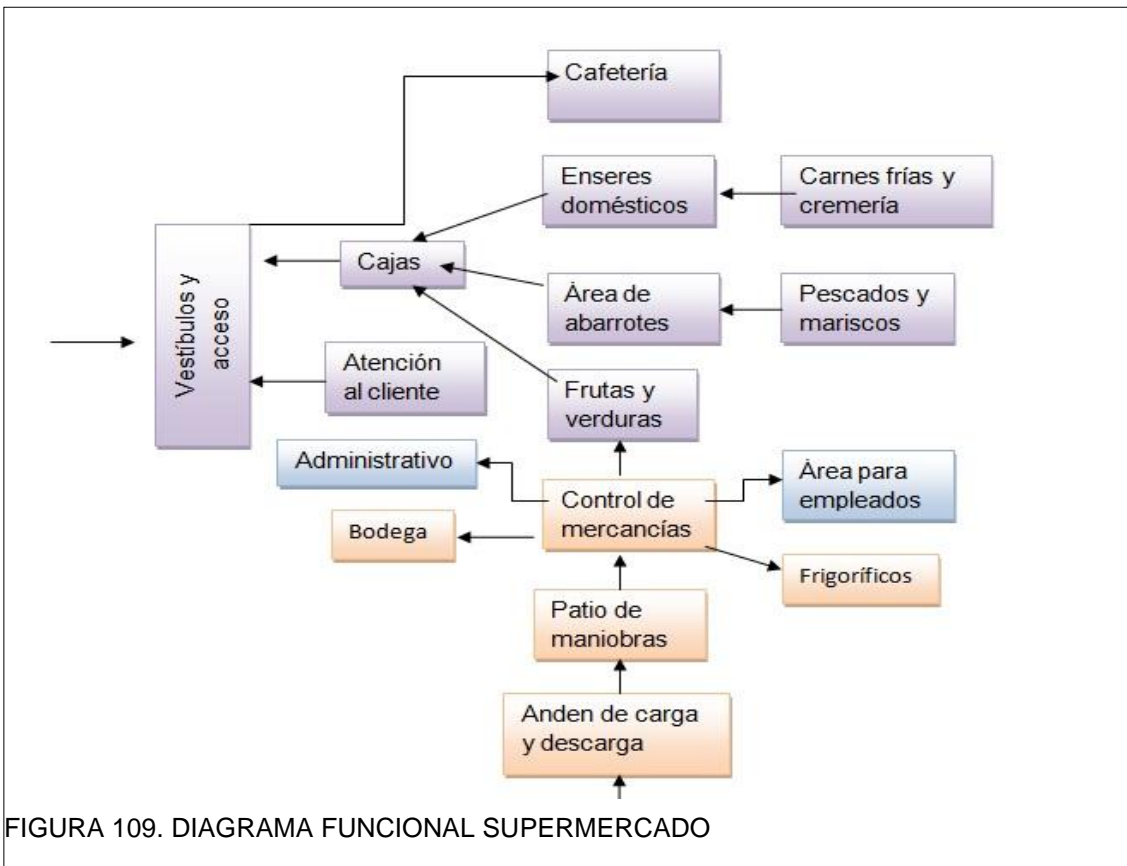 Cafetería
Enseres
domésticos
Carnes frías y
cremería
Vestíbulos y
acceso
Cajas
Área de
abarrotes
Pescados y
mariscos
Atención
al cliente
Frutas y
verduras
Administrativo
Control de
mercancías
Área para
empleados
Bodega
Frigoríficos
Patio de
maniobras
Anden de carga
y descarga
FIGURA 109. DIAGRAMA FUNCIONAL SUPERMERCADO